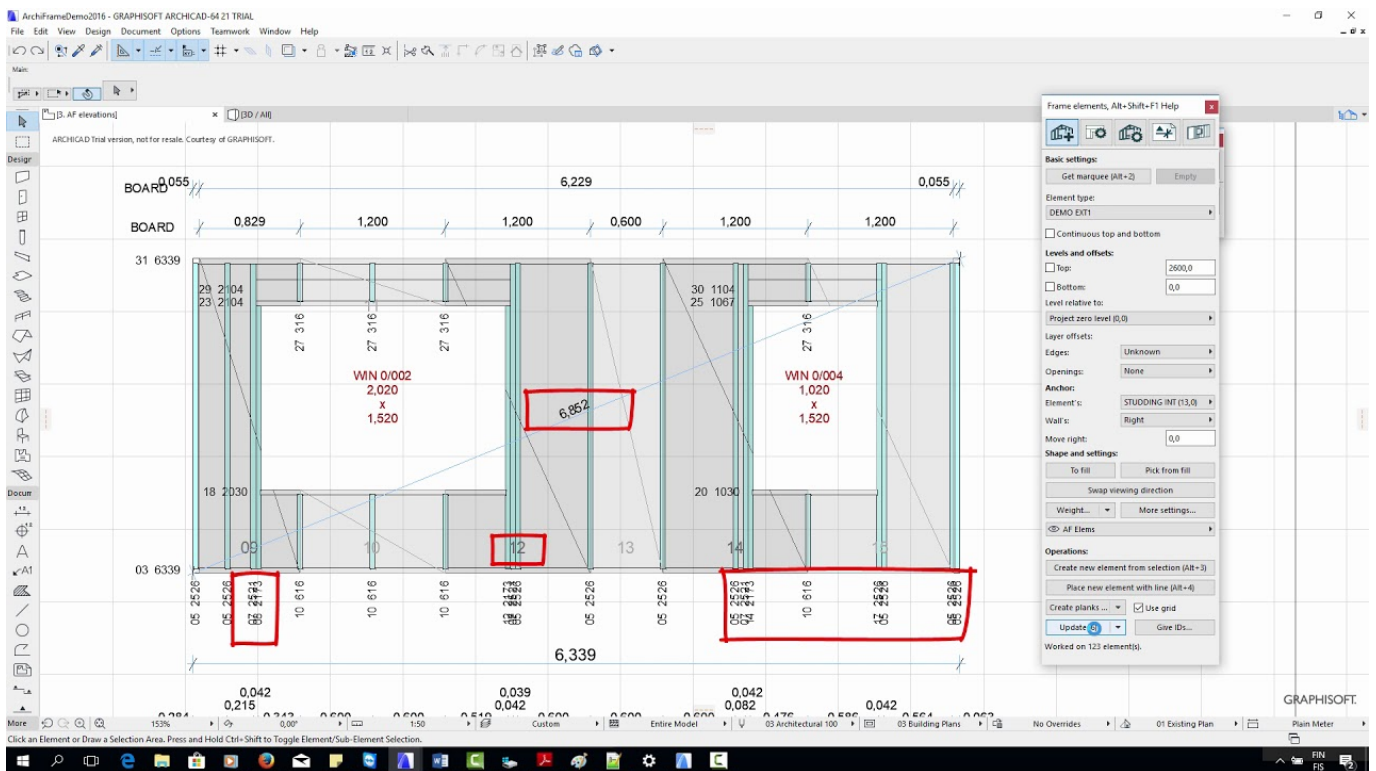 ArchiFrameDemo2016 - GRAPHISOFT ARCHICAD-64 21 TRIAL
File Edit View Design Document Options Teamwork Window Help
Main:
[3. AF elevations]
[3D / All]
Frame elements, Alt+Shift+F1 Help
ARCHICAD Trial version, not for resale. Courtesy of GRAPHISOFT.
Design
Basic settings:
Get marquee (Alt+2) Empty
Element type:
DEMO EXT1
Continuous top and bottom
Levels and offsets:
Top: 2600,0
Bottom: 0,0
Level relative to:
Project zero level (0,0)
Layer offsets:
Edges: Unknown
Openings: None
Anchor:
Element's: STUDDING INT (13,0)
Wall's: Right
Move right: 0,0
Shape and settings:
To fill Pick from fill
Swap viewing direction
Weight... More settings...
AF Elems
Operations:
Create new element from selection (Alt+3)
Place new element with line (Alt+4)
Create planks ... Use grid
Update Give IDs...
Worked on 123 element(s).
BOARD 0,055 6,229 0,055
BOARD 0,829 1,200 1,200 0,600 1,200 1,200
31 6339
29 2104
23 2104
30 1104
25 1067
27 316
27 316
27 316
27 316
WIN 0/002
2,020
x
1,520
6,852
WIN 0/004
1,020
x
1,520
18 2030
20 1030
09 10 12 13 14
03 6339
05 2526
05 2526
10 616
10 616
10 616
05 2526
05 2526
10 616
6,339
0,042
0,215
0,039
0,042
0,042
0,082
0,042
Docum
A1
More
153% 0,00° 1:50 Custom Entire Model 03 Architectural 100 03 Building Plans No Overrides 01 Existing Plan Plain Meter
GRAPHISOFT.
Click an Element or Draw a Selection Area. Press and Hold Ctrl+Shift to Toggle Element/Sub-Element Selection.
FIN
FIS